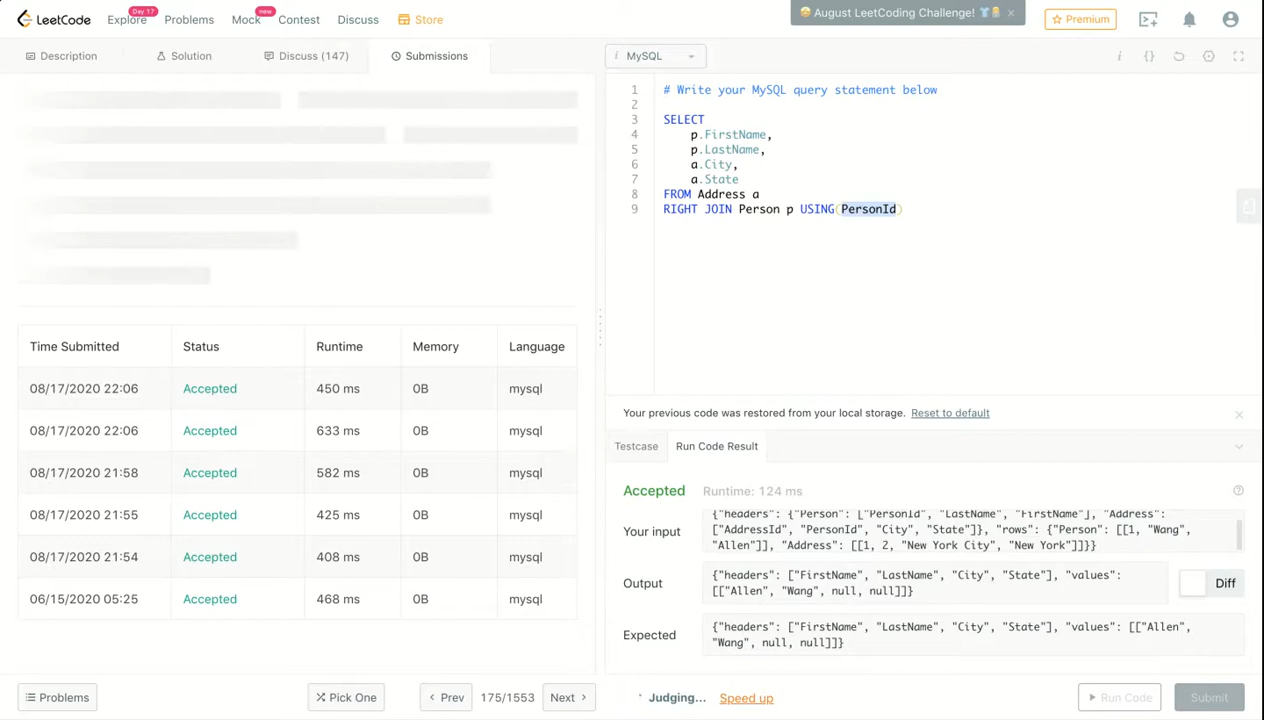 LeetCode
Explore
Day 17
Problems
Mock
new
Contest
Discuss
Store
August LeetCoding Challenge!
Premium
Description
Solution
Discuss (147)
Submissions
Time Submitted Status Runtime Memory Language
08/17/2020 22:06 Accepted 450 ms 0B mysql
08/17/2020 22:06 Accepted 633 ms 0B mysql
08/17/2020 21:58 Accepted 582 ms 0B mysql
08/17/2020 21:55 Accepted 425 ms 0B mysql
08/17/2020 21:54 Accepted 408 ms 0B mysql
06/15/2020 05:25 Accepted 468 ms 0B mysql
Problems
Pick One
Prev
175/1553
Next
i MySQL
i {}
1 # Write your MySQL query statement below
2
3 SELECT
4 p.FirstName,
5 p.LastName,
6 a.City,
7 a.State
8 FROM Address a
9 RIGHT JOIN Person p USING(PersonId)
Your previous code was restored from your local storage. Reset to default
Testcase
Run Code Result
Accepted Runtime: 124 ms
Your input
{"headers": {"Person": ["PersonId", "LastName", "FirstName"], "Address":
["AddressId", "PersonId", "City", "State"]}, "rows": {"Person": [[1, "Wang",
"Allen"]], "Address": [[1, 2, "New York City", "New York"]]}}
Output
{"headers": ["FirstName", "LastName", "City", "State"], "values":
[["Allen", "Wang", null, null]]}
Diff
Expected
{"headers": ["FirstName", "LastName", "City", "State"], "values": [["Allen",
"Wang", null, null]]}
Judging...
Speed up
Run Code
Submit